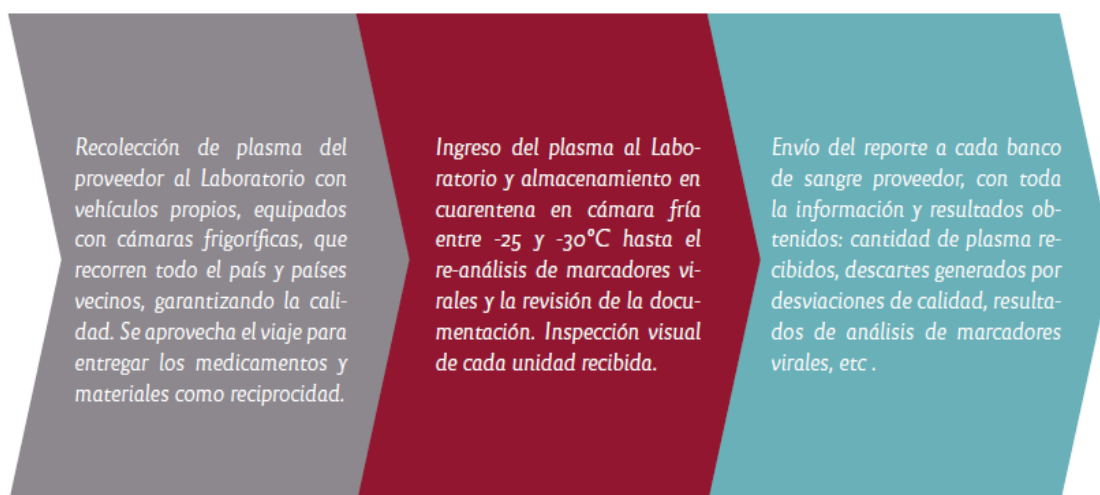 Recolección de plasma del
proveedor al Laboratorio con
vehículos propios, equipados
con cámaras frigoríficas, que
recorren todo el país y países
vecinos, garantizando la cali-
dad. Se aprovecha el viaje para
entregar los medicamentos y
materiales como reciprocidad.
Ingreso del plasma al Labo-
ratorio y almacenamiento en
cuarentena en cámara fría
entre -25 y -30°C hasta el
re-análisis de marcadores vi-
rales y la revisión de la docu-
mentación. Inspección visual
de cada unidad recibida.
Envío del reporte a cada banco
de sangre proveedor, con toda
la información y resultados ob-
tenidos: cantidad de plasma re-
cibidos, descartes generados por
desviaciones de calidad, resulta-
dos de análisis de marcadores
virales, etc .